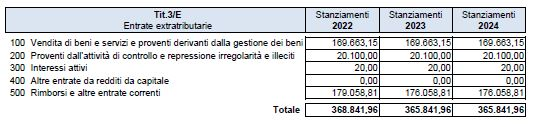 Tit.3/E Stanziamenti Stanziamenti Stanziamenti
Entrate extratributarie 2022 2023 2024
100 Vendita di beni e servizi e proventi derivanti dalla gestione dei beni 169.663,15 169.663,15 169.663,15
200 Proventi dall'attività di controllo e repressione irregolarità e illeciti 20.100,00 20.100,00 20.100,00
300 Interessi attivi 20,00 20,00 20,00
400 Altre entrate da redditi da capitale 0,00 0,00 0,00
500 Rimborsi e altre entrate correnti 179.058,81 176.058,81 176.058,81
Totale 368.841,96 365.841,96 365.841,96